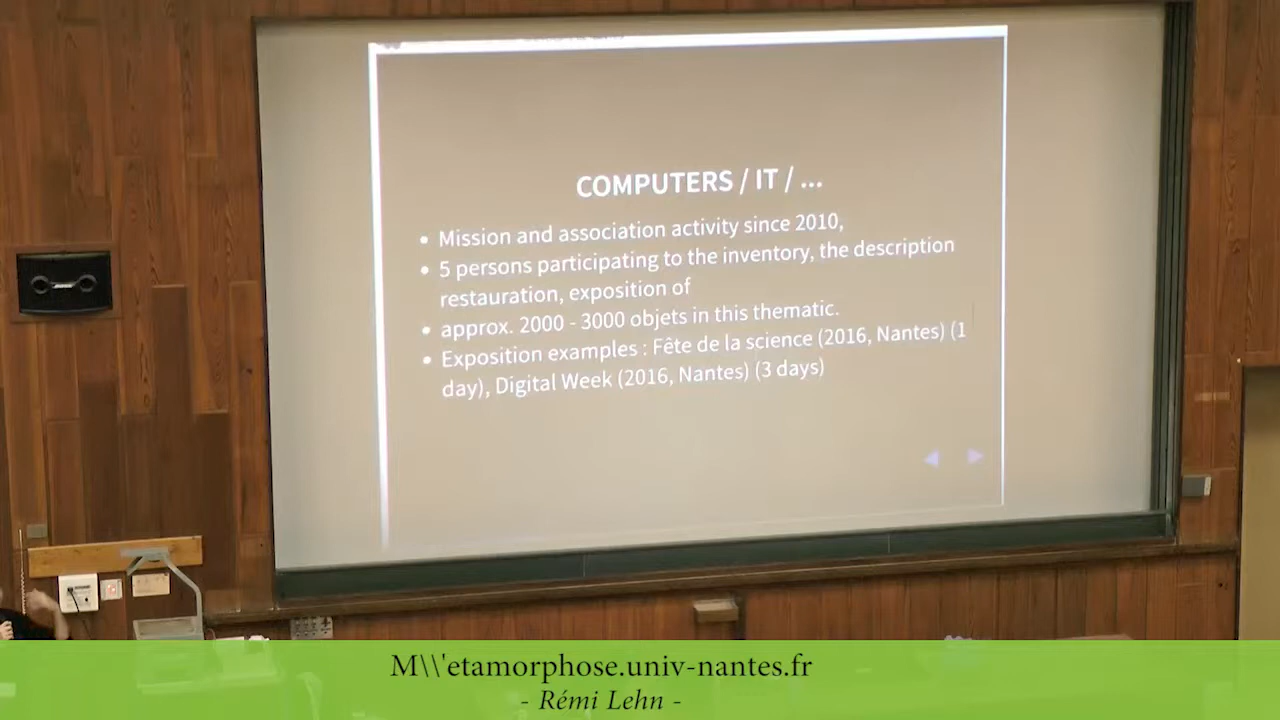 COMPUTERS / IT / ...
• Mission and association activity since 2010,
• 5 persons participating to the inventory, the description
restauration, exposition of
• approx. 2000 - 3000 objets in this thematic.
• Exposition examples : Fête de la science (2016, Nantes) (1
day), Digital Week (2016, Nantes) (3 days)
M\\'etamorphose.univ-nantes.fr
- Rémi Lehn -